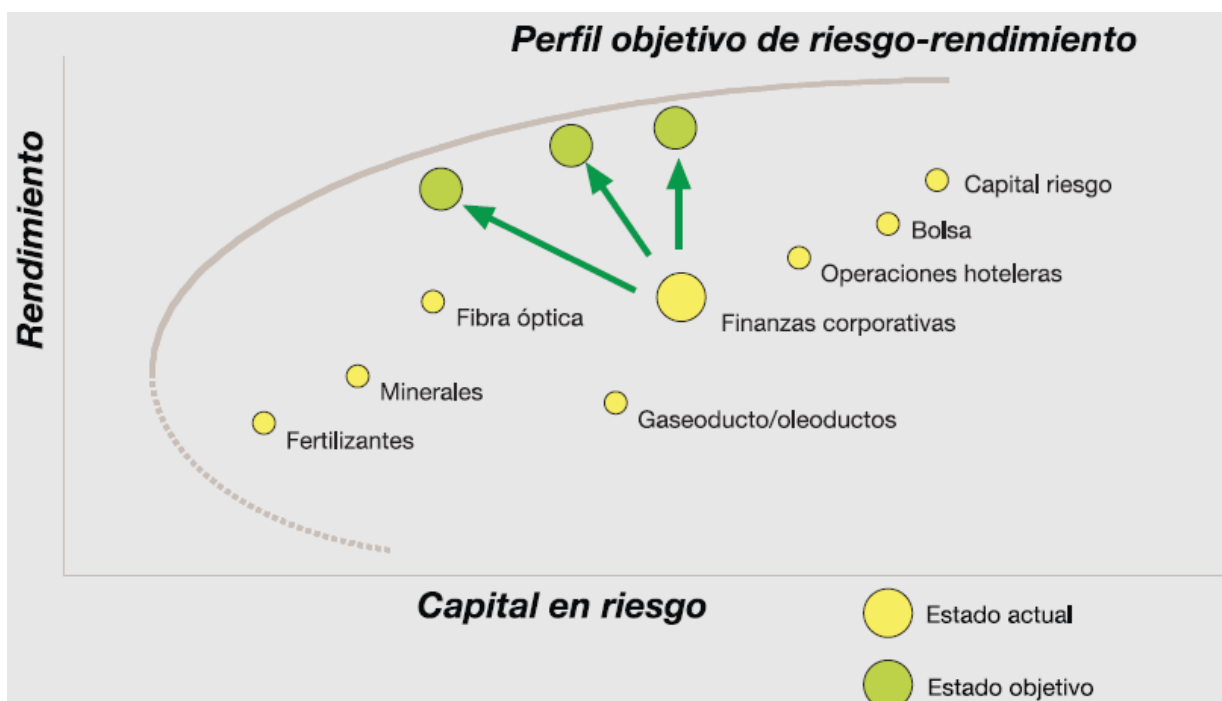 Perfil objetivo de riesgo-rendimiento
Rendimiento
Capital riesgo
Bolsa
Operaciones hoteleras
Fibra óptica
Finanzas corporativas
Minerales
Gaseoducto/oleoductos
Fertilizantes
Capital en riesgo
Estado actual
Estado objetivo